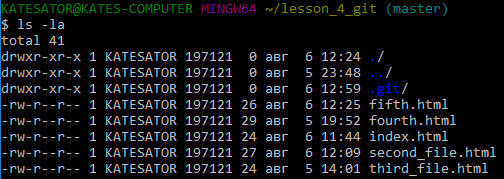 KATESATOR@KATES-COMPUTER MINGW64 ~/lesson_4_git (master)
$ ls -la
total 41
drwxr-xr-x 1 KATESATOR 197121  0 авг  6 12:24 ./
drwxr-xr-x 1 KATESATOR 197121  0 авг  5 23:48 ../
drwxr-xr-x 1 KATESATOR 197121  0 авг  6 12:59 .git/
-rw-r--r-- 1 KATESATOR 197121 26 авг  6 12:25 fifth.html
-rw-r--r-- 1 KATESATOR 197121 29 авг  5 19:52 fourth.html
-rw-r--r-- 1 KATESATOR 197121 24 авг  6 11:44 index.html
-rw-r--r-- 1 KATESATOR 197121 27 авг  6 12:09 second_file.html
-rw-r--r-- 1 KATESATOR 197121 24 авг  5 14:01 third_file.html